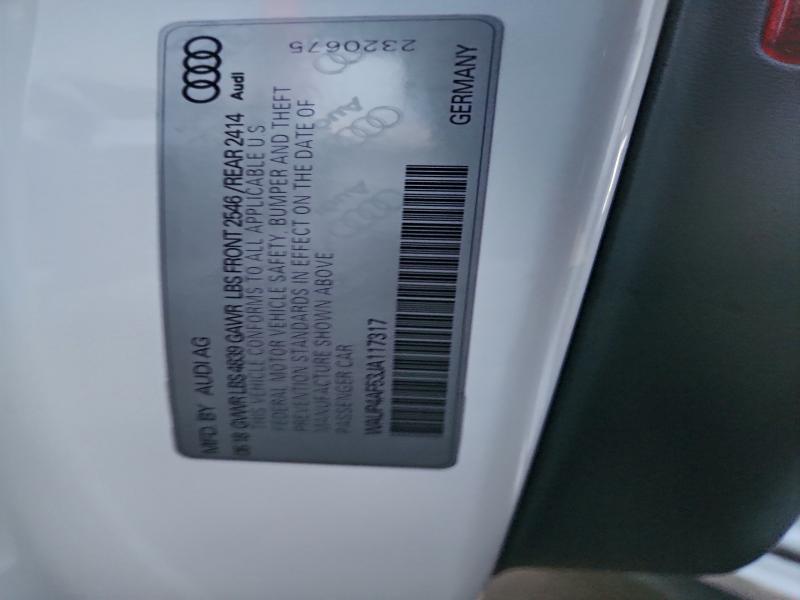 MFD. BY AUDI AG
06.18 GVWR LBS 4839 GAWR LBS FRONT 2546 /REAR 2414
THIS VEHICLE CONFORMS TO ALL APPLICABLE U S
FEDERAL MOTOR VEHICLE SAFETY, BUMPER AND THEFT
PREVENTION STANDARDS IN EFFECT ON THE DATE OF
MANUFACTURE SHOWN ABOVE
PASSENGER CAR
WAUP4AF53JA117317
Audi
2320675
GERMANY